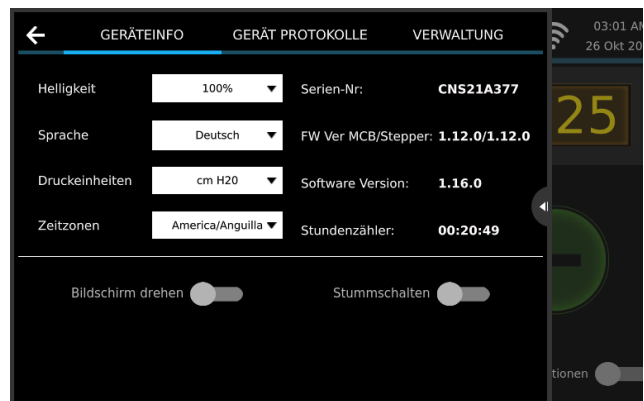 GERÄTEINFO GERÄT PROTOKOLLE VERWALTUNG
03:01 AM
26 Okt 20
Helligkeit 100% Serien-Nr: CNS21A377
25
Sprache Deutsch FW Ver MCB/Stepper: 1.12.0/1.12.0
Druckeinheiten cm H20 Software Version: 1.16.0
Zeitzonen America/Anguilla Stundenzähler: 00:20:49
Bildschirm drehen Stummschalten
tionen